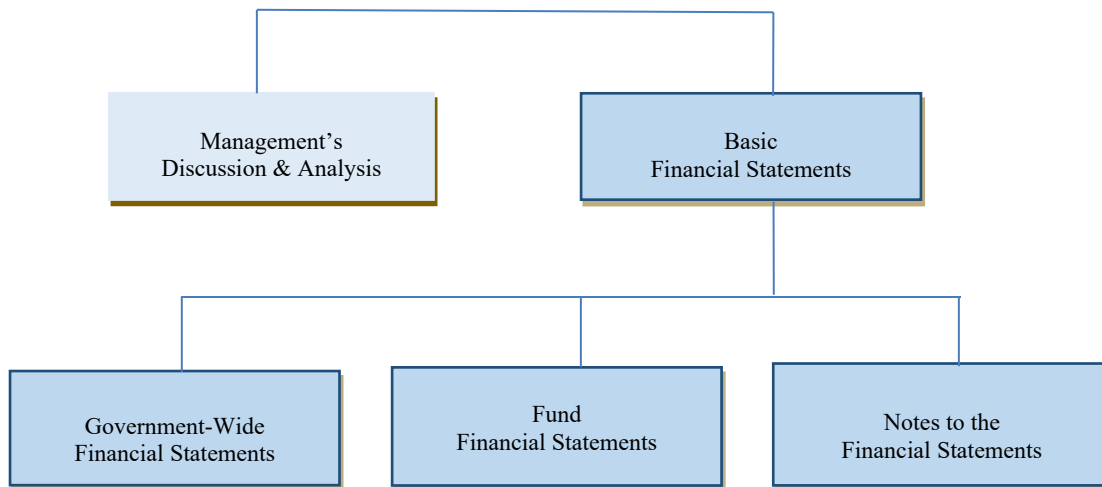 Management’s
Discussion & Analysis
Basic
Financial Statements
Government-Wide
Financial Statements
Fund
Financial Statements
Notes to the
Financial Statements